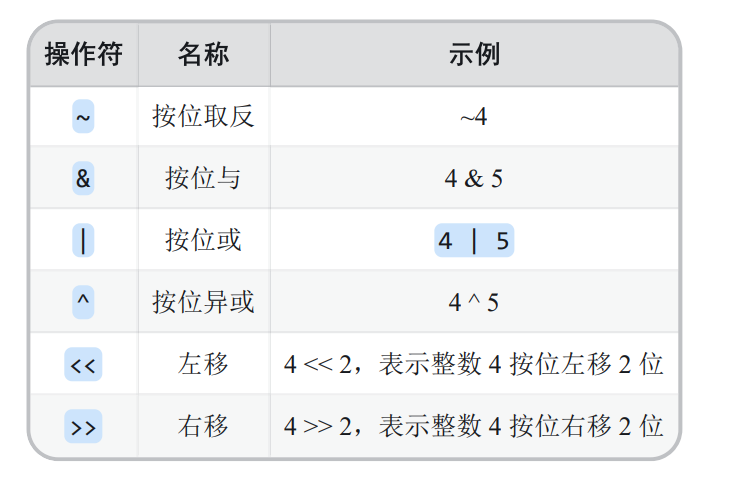 操作符 名称 示例
~ 按位取反 ~4
& 按位与 4 & 5
| 按位或 4 | 5
^ 按位异或 4 ^ 5
<< 左移 4 << 2，表示整数 4 按位左移 2 位
>> 右移 4 >> 2，表示整数 4 按位右移 2 位